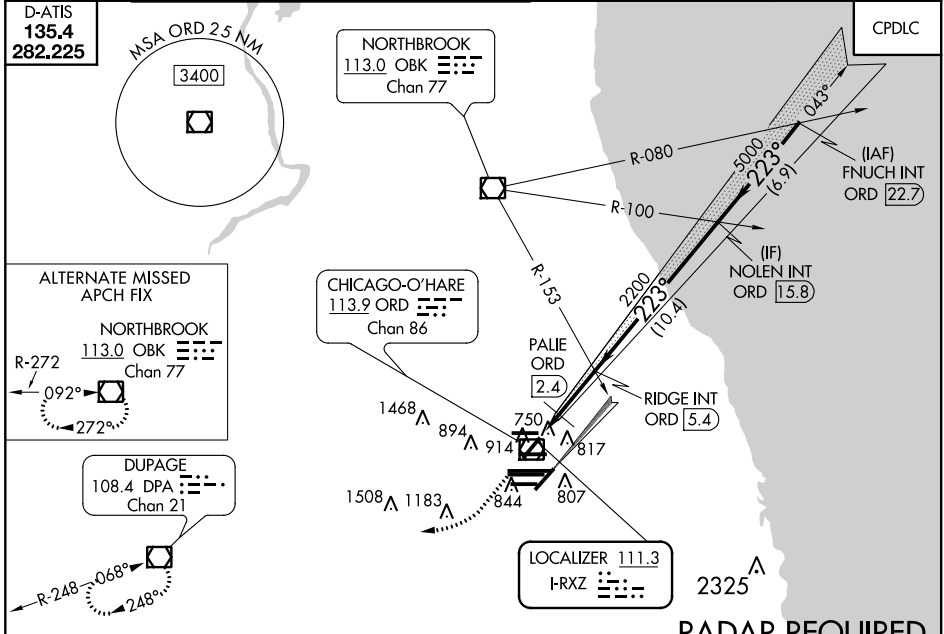 D-ATIS
135.4
282.225
MSA ORD 25 NM
3400
NORTHBROOK
113.0 OBK
Chan 77
CPDLC
R-080
R-100
R-153
5000
223°
(6.9)
043°
(IAF)
FNUCH INT
ORD 22.7
(IF)
NOLEN INT
ORD 15.8
2200
223°
(10.4)
ALTERNATE MISSED
APCH FIX
NORTHBROOK
113.0 OBK
Chan 77
R-272
092°
272°
CHICAGO-O'HARE
113.9 ORD
Chan 86
PALIE
ORD
2.4
RIDGE INT
ORD 5.4
1468
894
914
750
817
1508
1183
844
807
DUPAGE
108.4 DPA
Chan 21
R-248
068°
248°
LOCALIZER 111.3
I-RXZ
2325
RADAR REQUIRED